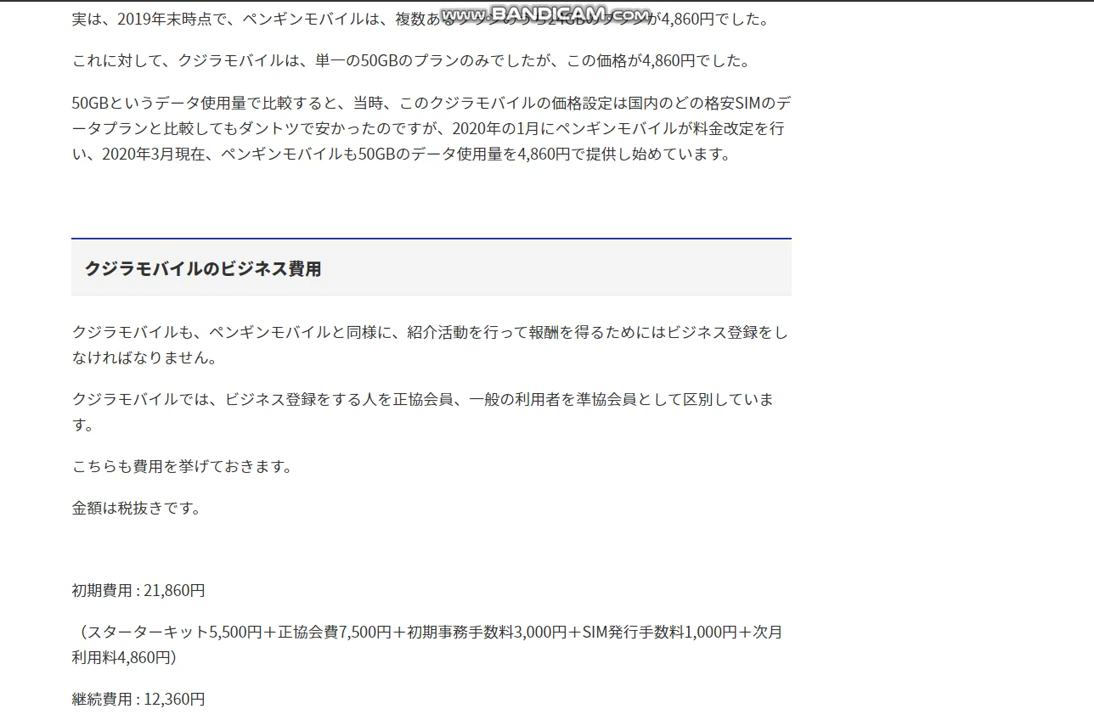 www.BANDICAM.com
実は、2019年末時点で、ペンギンモバイルは、複数あるプランのうち24GBのプランが4,860円でした。
これに対して、クジラモバイルは、単一の50GBのプランのみでしたが、この価格が4,860円でした。
50GBというデータ使用量で比較すると、当時、このクジラモバイルの価格設定は国内のどの格安SIMのデ
ータプランと比較してもダントツで安かったのですが、2020年の1月にペンギンモバイルが料金改定を行
い、2020年3月現在、ペンギンモバイルも50GBのデータ使用量を4,860円で提供し始めています。
クジラモバイルのビジネス費用
クジラモバイルも、ペンギンモバイルと同様に、紹介活動を行って報酬を得るためにはビジネス登録をし
なければなりません。
クジラモバイルでは、ビジネス登録をする人を正協会員、一般の利用者を準協会員として区別していま
す。
こちらも費用を挙げておきます。
金額は税抜きです。
初期費用 : 21,860円
（スターターキット5,500円＋正協会費7,500円＋初期事務手数料3,000円＋SIM発行手数料1,000円＋次月
利用料4,860円）
継続費用 : 12,360円